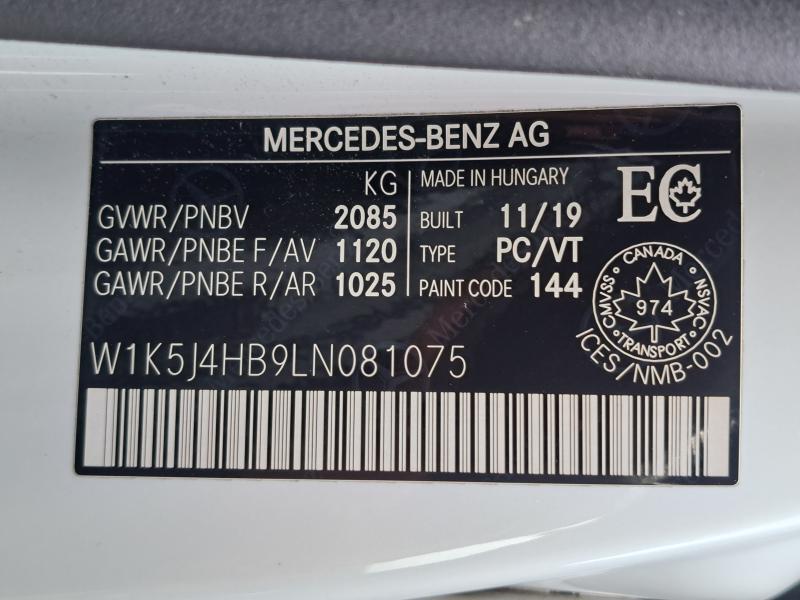 MERCEDES-BENZ AG
KG
GVWR/PNBV 2085
GAWR/PNBE F/AV 1120
GAWR/PNBE R/AR 1025
MADE IN HUNGARY
BUILT 11/19
TYPE PC/VT
PAINT CODE 144
EC
CANADA
CMVSS 974 NSVAC
TRANSPORT
ICES/NMB-002
W1K5J4HB9LN081075